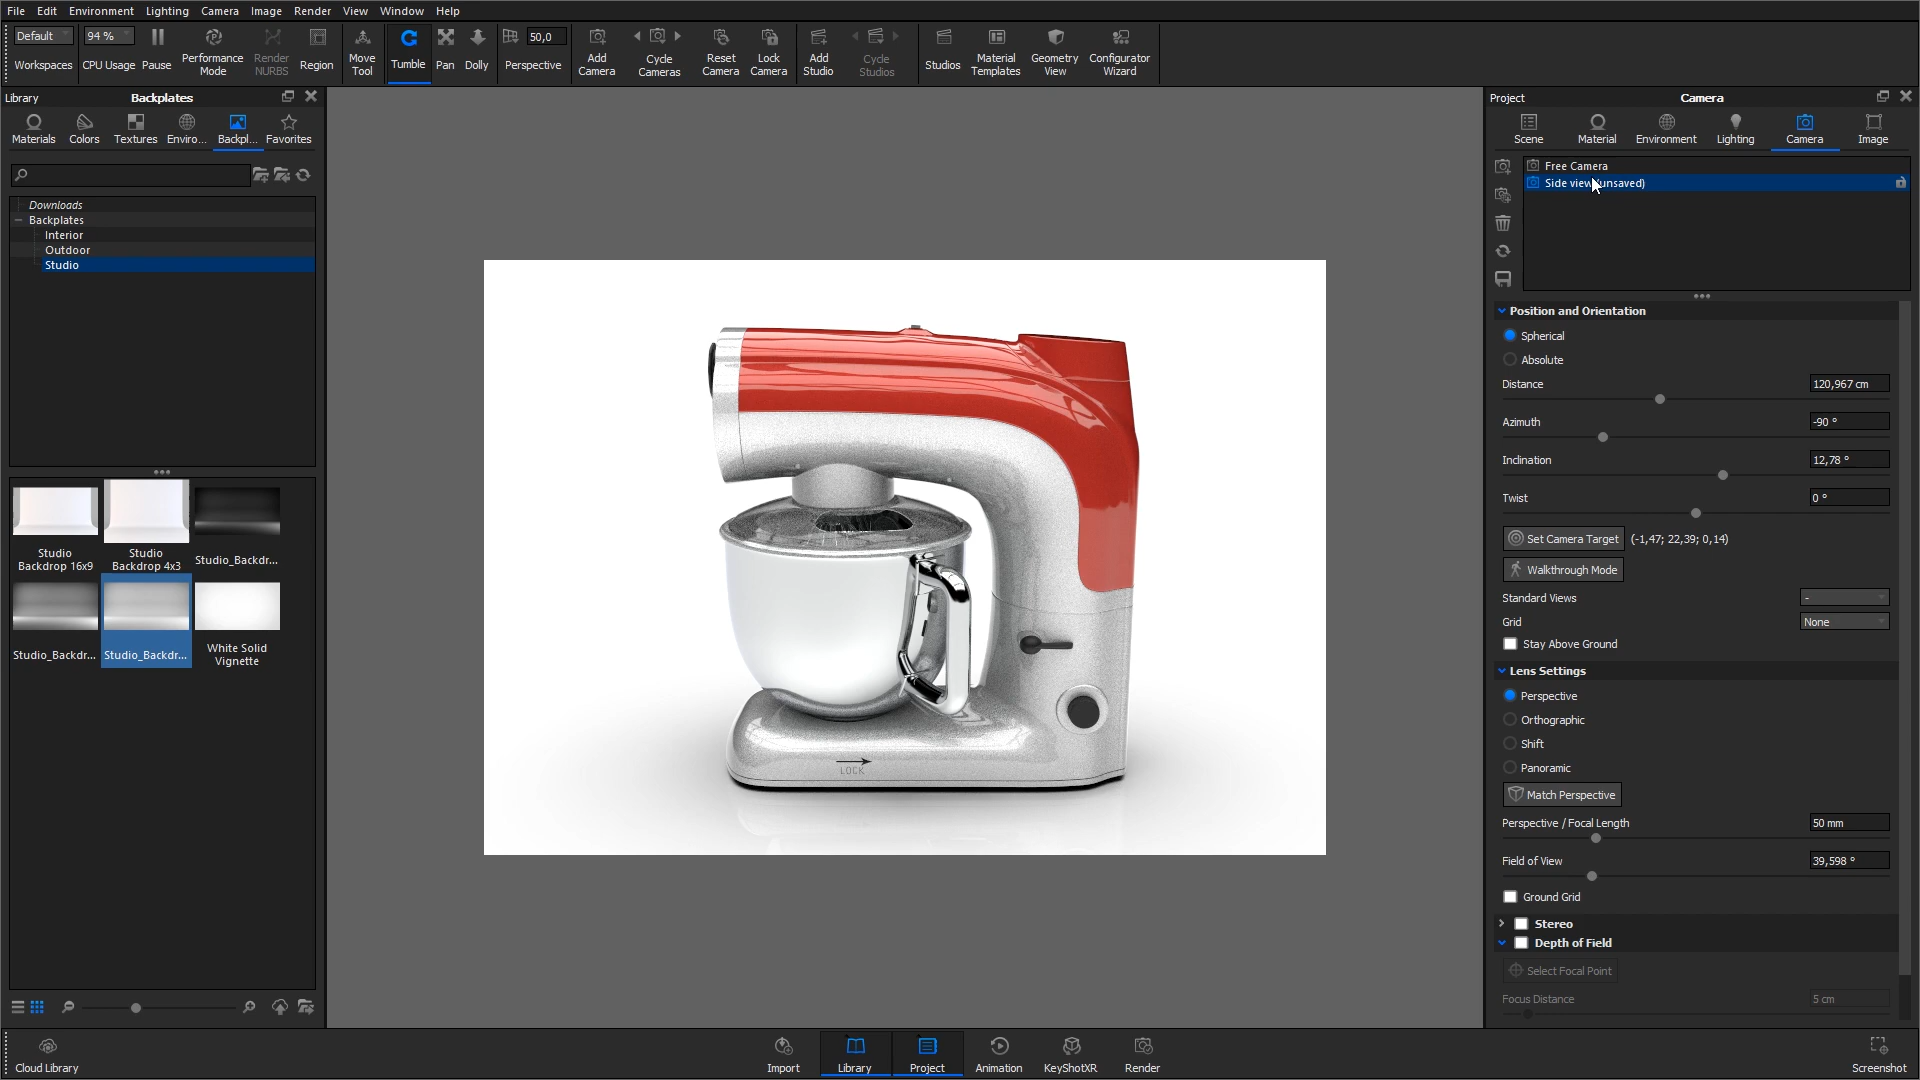 File Edit Environment Lighting Camera Image Render View Window Help
Default
94 %
50,0
Workspaces
CPU Usage
Pause
Performance Mode
Render NURBS
Region
Move Tool
Tumble
Pan
Dolly
Perspective
Add Camera
Cycle Cameras
Reset Camera
Lock Camera
Add Studio
Cycle Studios
Studios
Material Templates
Geometry View
Configurator Wizard
Library
Backplates
Materials
Colors
Textures
Enviro...
Backpl...
Favorites
Downloads
Backplates
Interior
Outdoor
Studio
Studio Backdrop 16x9
Studio Backdrop 4x3
Studio_Backdr...
Studio_Backdr...
Studio_Backdr...
White Solid Vignette
LOCK
Project
Camera
Scene
Material
Environment
Lighting
Camera
Image
Free Camera
Side view (unsaved)
Position and Orientation
Spherical
Absolute
Distance 120,967 cm
Azimuth -90 °
Inclination 12,78 °
Twist 0 °
Set Camera Target (-1,47; 22,39; 0,14)
Walkthrough Mode
Standard Views -
Grid None
Stay Above Ground
Lens Settings
Perspective
Orthographic
Shift
Panoramic
Match Perspective
Perspective / Focal Length 50 mm
Field of View 39,598 °
Ground Grid
Stereo
Depth of Field
Select Focal Point
Focus Distance 5 cm
Cloud Library
Import
Library
Project
Animation
KeyShotXR
Render
Screenshot